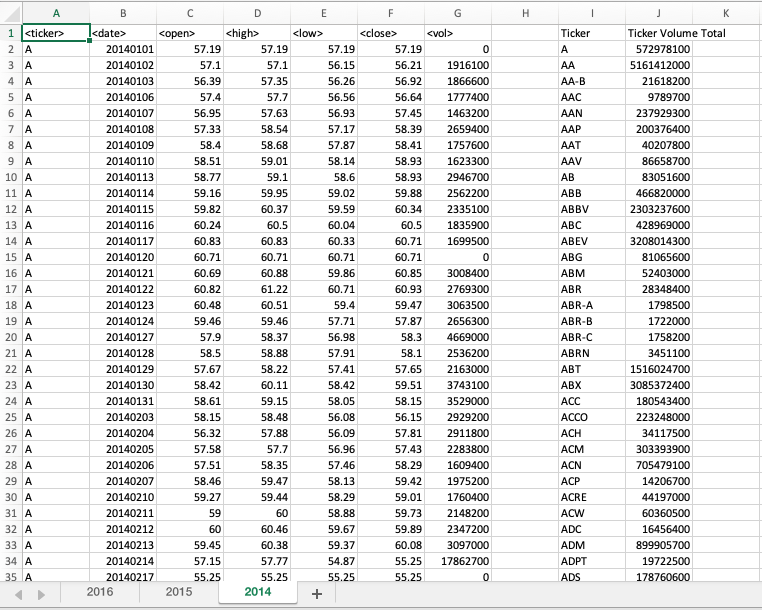 A B C D E F G H I J K
1 <ticker> <date> <open> <high> <low> <close> <vol> Ticker Ticker Volume Total
2 A 20140101 57.19 57.19 57.19 57.19 0 A 572978100
3 A 20140102 57.1 57.1 56.15 56.21 1916100 AA 5161412000
4 A 20140103 56.39 57.35 56.26 56.92 1866600 AA-B 21618200
5 A 20140106 57.4 57.7 56.56 56.64 1777400 AAC 9789700
6 A 20140107 56.95 57.63 56.93 57.45 1463200 AAN 237929300
7 A 20140108 57.33 58.54 57.17 58.39 2659400 AAP 200376400
8 A 20140109 58.4 58.68 57.87 58.41 1757600 AAT 40207800
9 A 20140110 58.51 59.01 58.14 58.93 1623300 AAV 86658700
10 A 20140113 58.77 59.1 58.6 58.93 2946700 AB 83051600
11 A 20140114 59.16 59.95 59.02 59.88 2562200 ABB 466820000
12 A 20140115 59.82 60.37 59.59 60.34 2335100 ABBV 2303237600
13 A 20140116 60.24 60.5 60.04 60.5 1835900 ABC 428969000
14 A 20140117 60.83 60.83 60.33 60.71 1699500 ABEV 3208014300
15 A 20140120 60.71 60.71 60.71 60.71 0 ABG 81065600
16 A 20140121 60.69 60.88 59.86 60.85 3008400 ABM 52403000
17 A 20140122 60.82 61.22 60.71 60.93 2769300 ABR 28348400
18 A 20140123 60.48 60.51 59.4 59.47 3063500 ABR-A 1798500
19 A 20140124 59.46 59.46 57.71 57.87 2656300 ABR-B 1722000
20 A 20140127 57.9 58.37 56.98 58.3 4669000 ABR-C 1758200
21 A 20140128 58.5 58.88 57.91 58.1 2536200 ABRN 3451100
22 A 20140129 57.67 58.22 57.41 57.65 2163000 ABT 1516024700
23 A 20140130 58.42 60.11 58.42 59.51 3743100 ABX 3085372400
24 A 20140131 58.61 59.15 58.05 58.15 3529000 ACC 180543400
25 A 20140203 58.15 58.48 56.08 56.15 2929200 ACCO 223248000
26 A 20140204 56.32 57.88 56.09 57.81 2911800 ACH 34117500
27 A 20140205 57.58 57.7 56.96 57.43 2283800 ACM 303393900
28 A 20140206 57.51 58.35 57.46 58.29 1609400 ACN 705479100
29 A 20140207 58.46 59.47 58.13 59.42 1975200 ACP 14206700
30 A 20140210 59.27 59.44 58.29 59.01 1760400 ACRE 44197000
31 A 20140211 59 60 58.88 59.73 2148200 ACW 60360500
32 A 20140212 60 60.46 59.67 59.89 2347200 ADC 16456400
33 A 20140213 59.45 60.38 59.37 60.08 3097000 ADM 899905700
34 A 20140214 57.15 57.77 54.87 55.25 17862700 ADPT 19722500
35 A 20140217 55.25 55.25 55.25 55.25 0 ADS 178760600
2016 2015 2014 +